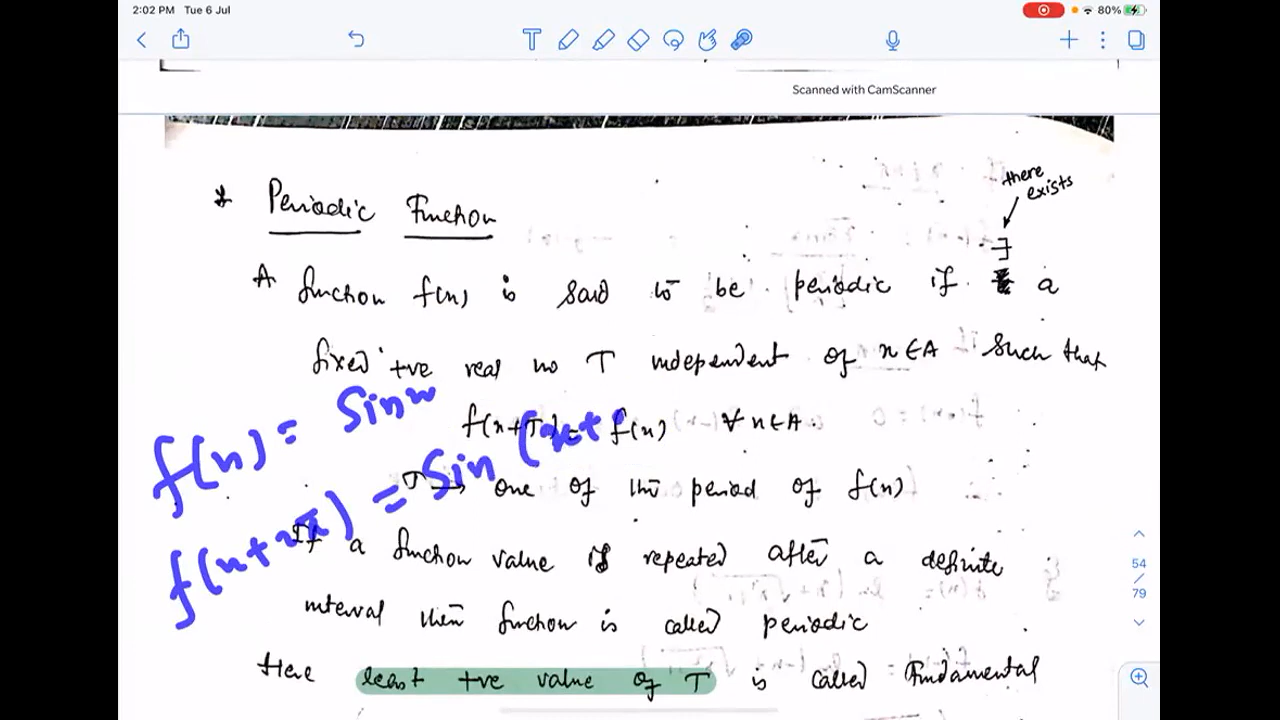 2:02 PM Tue 6 Jul
80%
Scanned with CamScanner
there
exists
Periodic Function
∃
A function f(x) is said to be periodic if a
fixed +ve real no T independent of x∈A such that
f(x) = Sinx
f(x+T) = f(x) ∀ x∈A.
f(x+2π) = Sin(x+
T → one of the period of f(x)
If a function value is repeated after a definite
interval then function is called periodic
Here least +ve value of T is called Fundamental
54
/
79